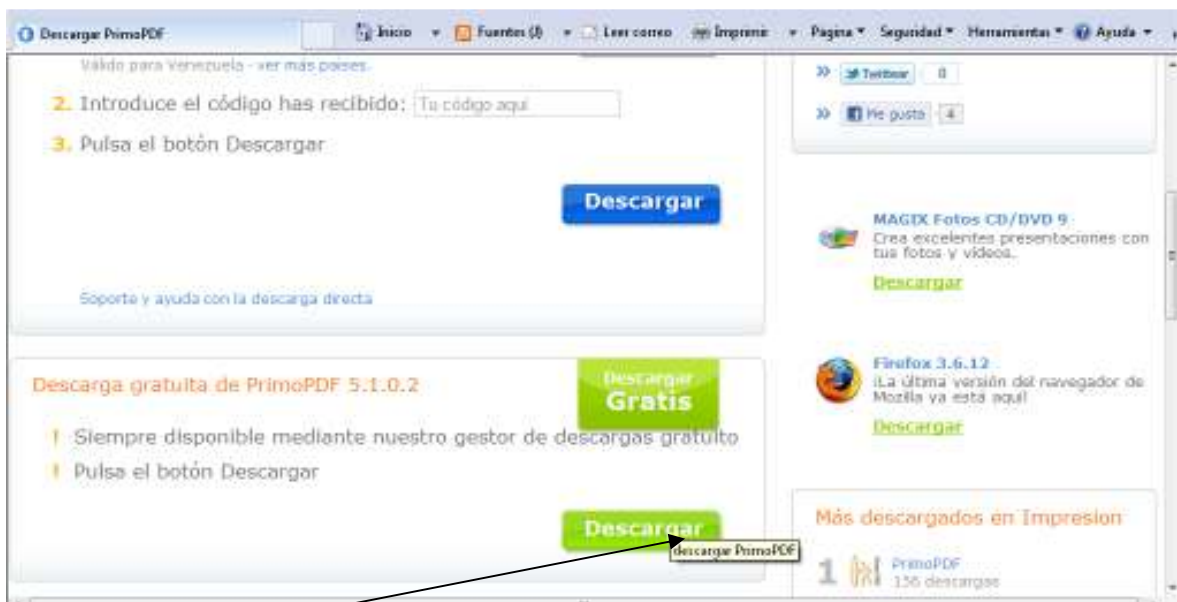 Descargar PrimoPDF
Inicio
Fuentes (J)
Leer correo
Imprimir
Página
Seguridad
Herramientas
Ayuda
Válido para Venezuela - ver más países.
2. Introduce el código has recibido: Tu código aquí
3. Pulsa el botón Descargar
Descargar
Soporte y ayuda con la descarga directa
Descarga gratuita de PrimoPDF 5.1.0.2
Descargar
Gratis
! Siempre disponible mediante nuestro gestor de descargas gratuito
! Pulsa el botón Descargar
Descargar
descargar PrimoPDF
» Twittear 0
» Me gusta 4
MAGIX Fotos CD/DVD 9
Crea excelentes presentaciones con
tus fotos y vídeos.
Descargar
Firefox 3.6.12
¡La última versión del navegador de
Mozilla ya está aquí!
Descargar
Más descargados en Impresion
1 PrimoPDF
136 descargas